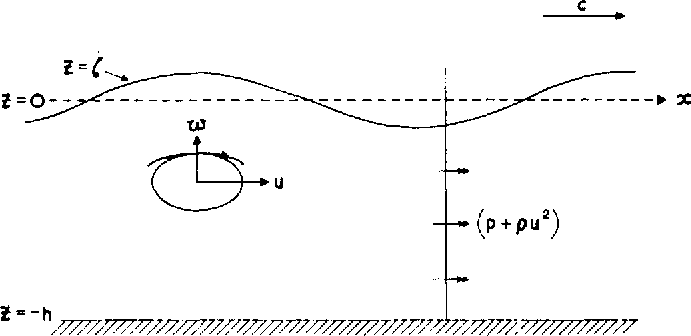 c
z = ζ
z = 0
x
w
u
(p + ρu²)
z = -h